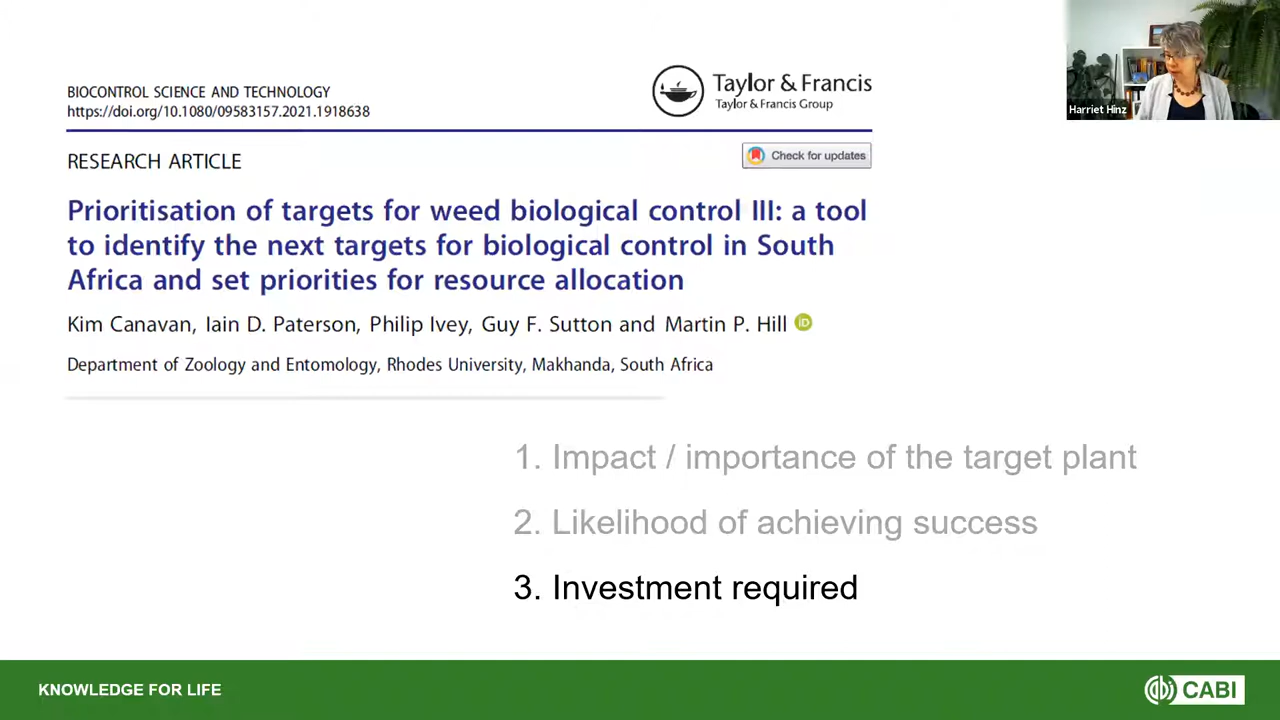 BIOCONTROL SCIENCE AND TECHNOLOGY
https://doi.org/10.1080/09583157.2021.1918638
Taylor & Francis
Taylor & Francis Group
Harriet Hinz
RESEARCH ARTICLE
Check for updates
Prioritisation of targets for weed biological control III: a tool
to identify the next targets for biological control in South
Africa and set priorities for resource allocation
Kim Canavan, Iain D. Paterson, Philip Ivey, Guy F. Sutton and Martin P. Hill iD
Department of Zoology and Entomology, Rhodes University, Makhanda, South Africa
1. Impact / importance of the target plant
2. Likelihood of achieving success
3. Investment required
KNOWLEDGE FOR LIFE
cabi CABI